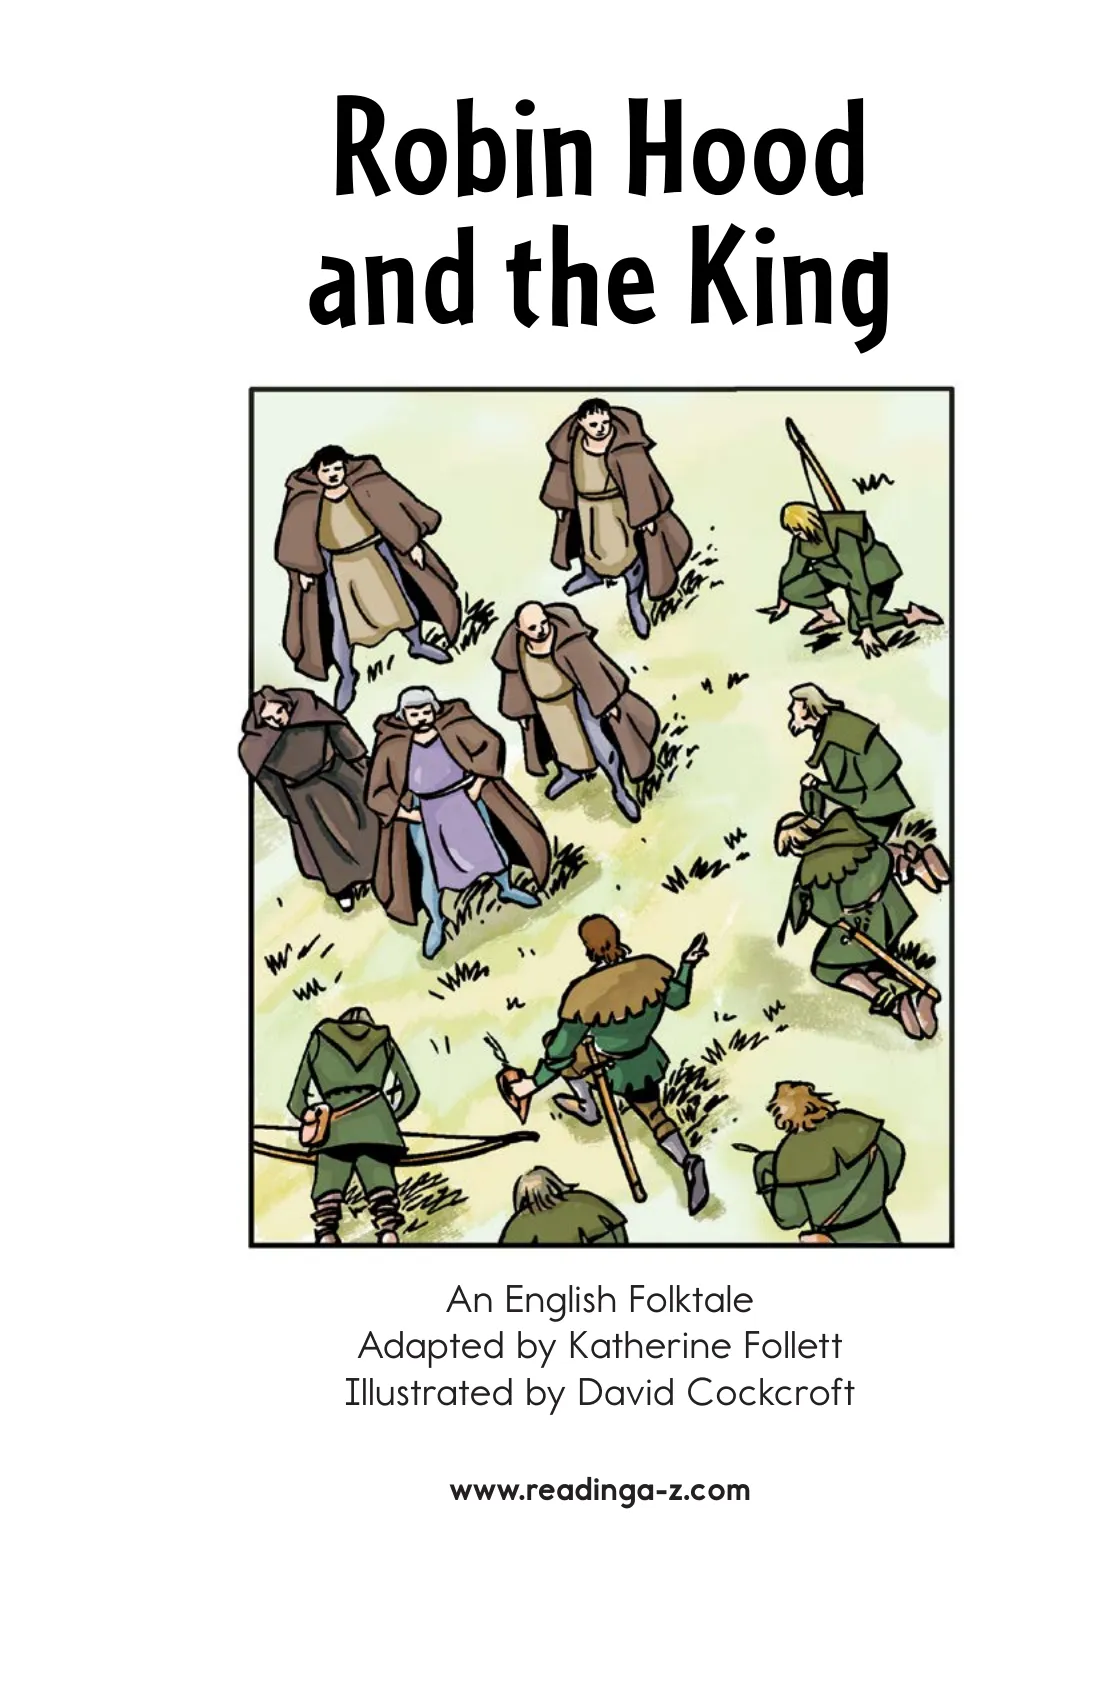 Robin Hood
and the King
An English Folktale
Adapted by Katherine Follett
Illustrated by David Cockcroft
www.readinga-z.com